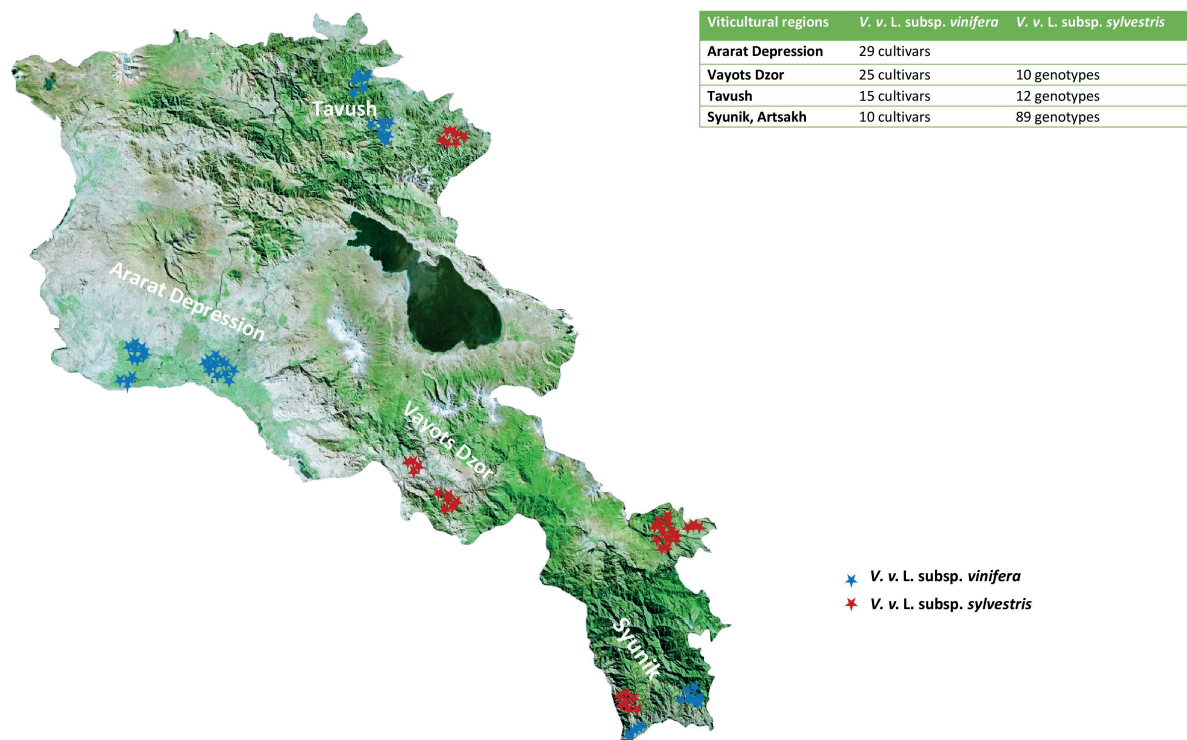 Viticultural regions V. v. L. subsp. vinifera V. v. L. subsp. sylvestris
Ararat Depression 29 cultivars
Vayots Dzor 25 cultivars 10 genotypes
Tavush 15 cultivars 12 genotypes
Syunik, Artsakh 10 cultivars 89 genotypes
Tavush
Ararat Depression
Vayots Dzor
Syunik
V. v. L. subsp. vinifera
V. v. L. subsp. sylvestris